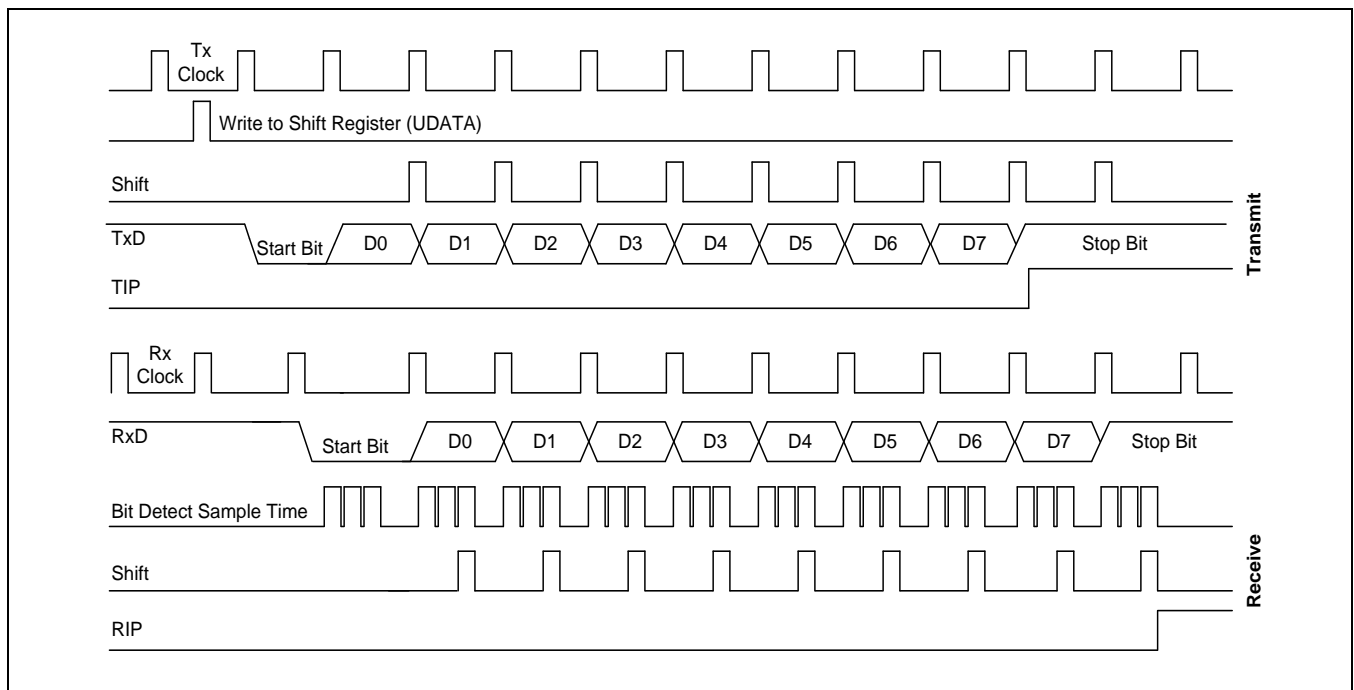 Tx
Clock
Write to Shift Register (UDATA)
Shift
TxD
Start Bit D0 D1 D2 D3 D4 D5 D6 D7 Stop Bit
TIP
Transmit
Rx
Clock
RxD
Start Bit D0 D1 D2 D3 D4 D5 D6 D7 Stop Bit
Bit Detect Sample Time
Shift
RIP
Receive